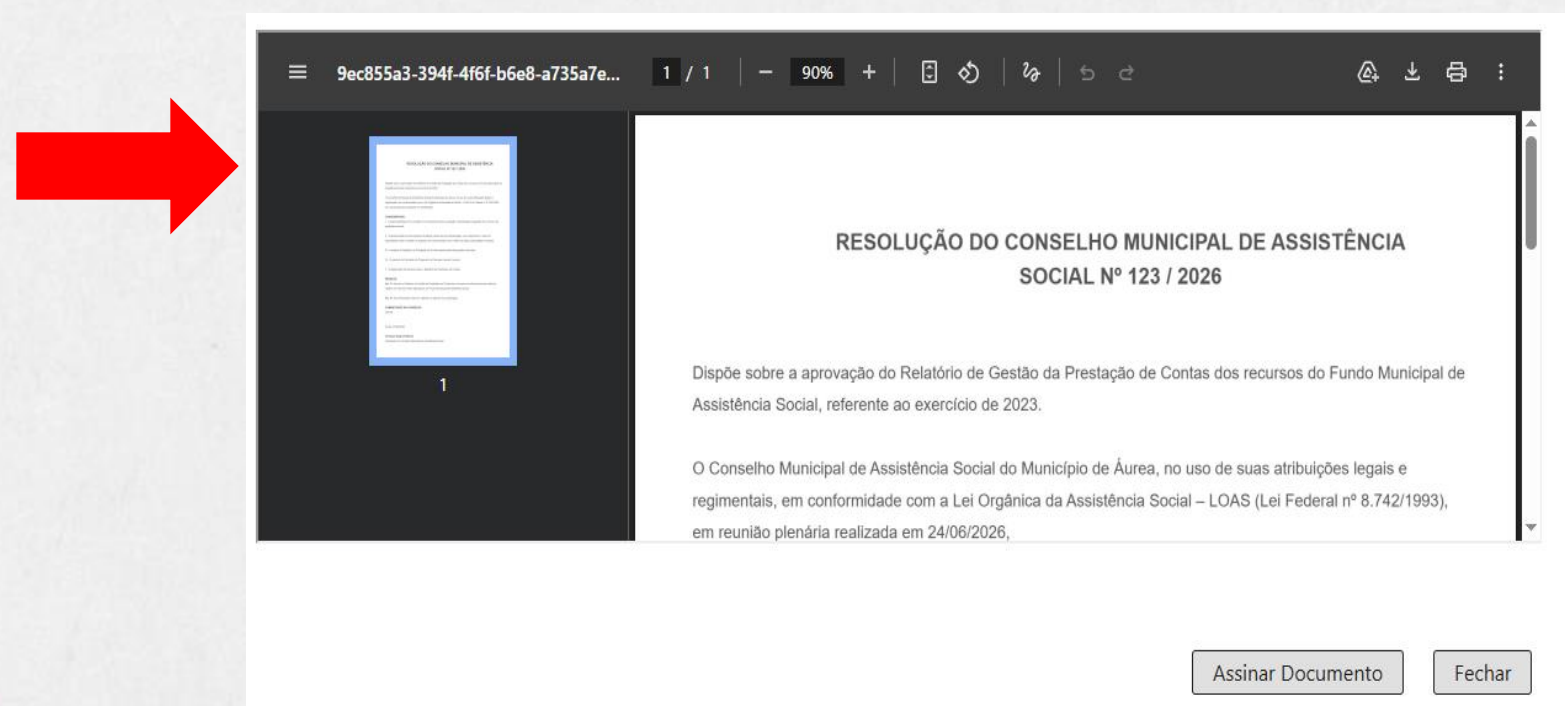 9ec855a3-394f-4f6f-b6e8-a735a7e...
1 / 1
90%
1
RESOLUÇÃO DO CONSELHO MUNICIPAL DE ASSISTÊNCIA
SOCIAL Nº 123 / 2026
Dispõe sobre a aprovação do Relatório de Gestão da Prestação de Contas dos recursos do Fundo Municipal de
Assistência Social, referente ao exercício de 2023.
O Conselho Municipal de Assistência Social do Município de Áurea, no uso de suas atribuições legais e
regimentais, em conformidade com a Lei Orgânica da Assistência Social – LOAS (Lei Federal nº 8.742/1993),
em reunião plenária realizada em 24/06/2026,
Assinar Documento
Fechar